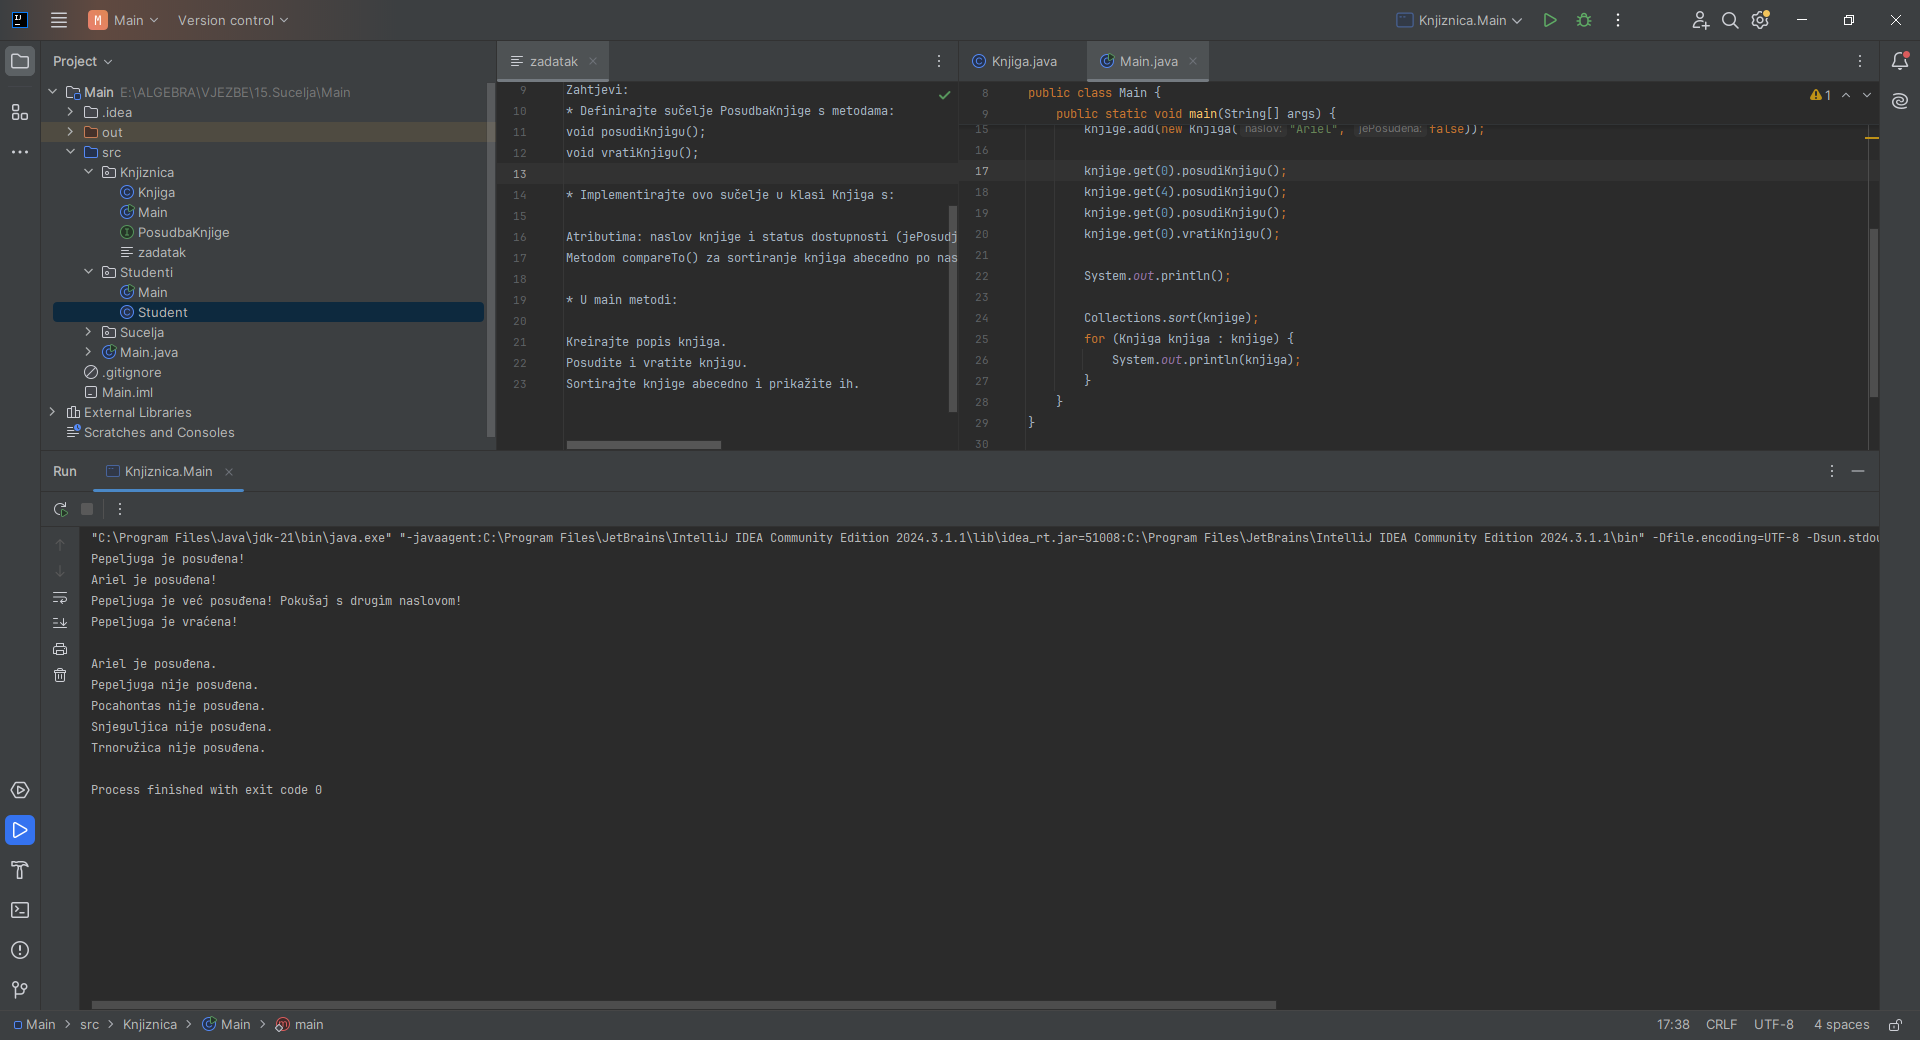 M Main Version control Knjiznica.Main
Project
Main E:\ALGEBRA\VJEZBE\15.Sucelja\Main
.idea
out
src
Knjiznica
Knjiga
Main
PosudbaKnjige
zadatak
Studenti
Main
Student
Sucelja
Main.java
.gitignore
Main.iml
External Libraries
Scratches and Consoles
zadatak
9 Zahtjevi:
10 * Definirajte sučelje PosudbaKnjige s metodama:
11 void posudiKnjigu();
12 void vratiKnjigu();
13
14 * Implementirajte ovo sučelje u klasi Knjiga s:
15
16 Atributima: naslov knjige i status dostupnosti (jePosudj
17 Metodom compareTo() za sortiranje knjiga abecedno po nas
18
19 * U main metodi:
20
21 Kreirajte popis knjiga.
22 Posudite i vratite knjigu.
23 Sortirajte knjige abecedno i prikažite ih.
Knjiga.java Main.java
1
8 public class Main {
9 public static void main(String[] args) {
15 knjige.add(new Knjiga( naslov: "Ariel", jePosuđena: false));
16
17 knjige.get(0).posudiKnjigu();
18 knjige.get(4).posudiKnjigu();
19 knjige.get(0).posudiKnjigu();
20 knjige.get(0).vratiKnjigu();
21
22 System.out.println();
23
24 Collections.sort(knjige);
25 for (Knjiga knjiga : knjige) {
26 System.out.println(knjiga);
27 }
28 }
29 }
30
Run Knjiznica.Main
"C:\Program Files\Java\jdk-21\bin\java.exe" "-javaagent:C:\Program Files\JetBrains\IntelliJ IDEA Community Edition 2024.3.1.1\lib\idea_rt.jar=51008:C:\Program Files\JetBrains\IntelliJ IDEA Community Edition 2024.3.1.1\bin" -Dfile.encoding=UTF-8 -Dsun.stdou
Pepeljuga je posuđena!
Ariel je posuđena!
Pepeljuga je već posuđena! Pokušaj s drugim naslovom!
Pepeljuga je vraćena!
Ariel je posuđena.
Pepeljuga nije posuđena.
Pocahontas nije posuđena.
Snjeguljica nije posuđena.
Trnoružica nije posuđena.
Process finished with exit code 0
Main > src > Knjiznica > Main > main 17:38 CRLF UTF-8 4 spaces